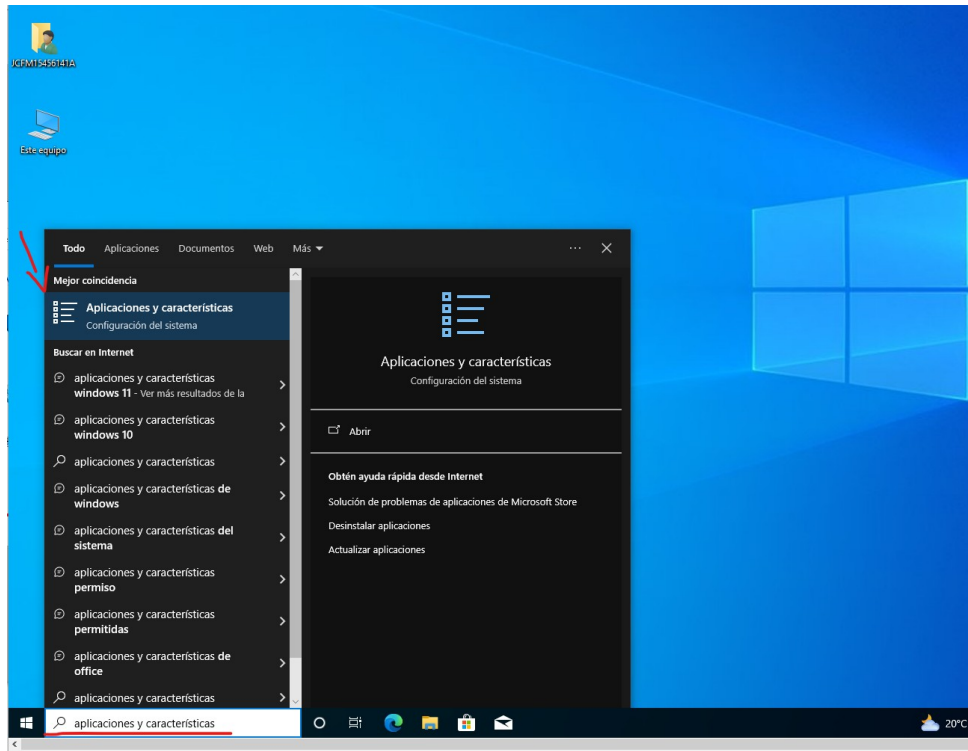 JGFM15456141A
Este equipo
Todo Aplicaciones Documentos Web Más
Mejor coincidencia
Aplicaciones y características
Configuración del sistema
Buscar en Internet
aplicaciones y características
windows 11 - Ver más resultados de la
aplicaciones y características
windows 10
aplicaciones y características
aplicaciones y características de
windows
aplicaciones y características del
sistema
aplicaciones y características
permiso
aplicaciones y características
permitidas
aplicaciones y características de
office
aplicaciones y características
aplicaciones y características
Aplicaciones y características
Configuración del sistema
Abrir
Obtén ayuda rápida desde Internet
Solución de problemas de aplicaciones de Microsoft Store
Desinstalar aplicaciones
Actualizar aplicaciones
20°C